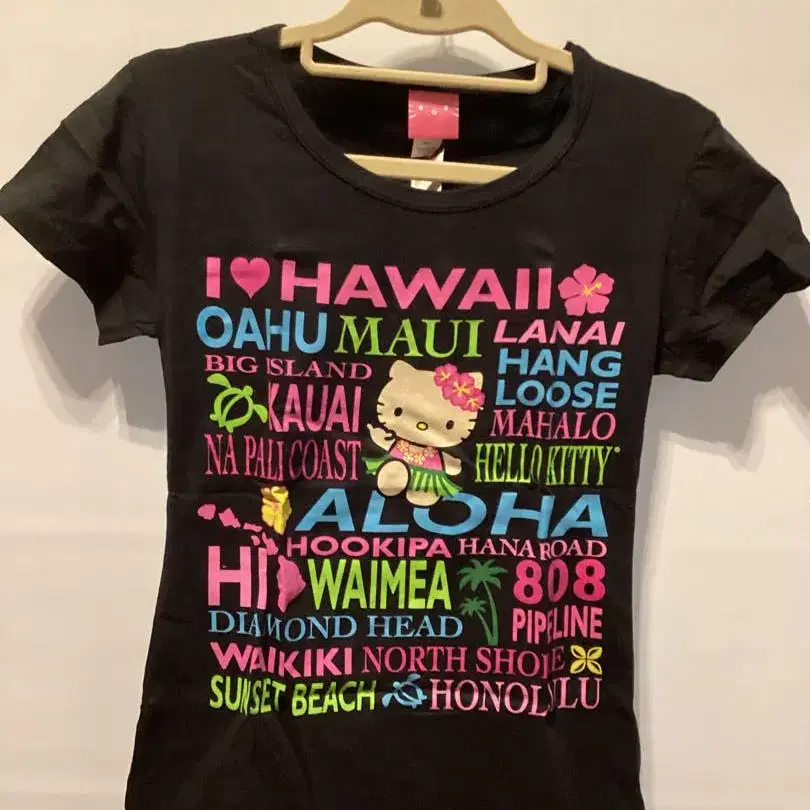 I ♥ HAWAII
OAHU MAUI LANAI
BIG ISLAND HANG LOOSE
KAUAI MAHALO
NA PALI COAST HELLO KITTY®
ALOHA
HOOKIPA HANA ROAD
HI WAIMEA 808
DIAMOND HEAD PIPELINE
WAIKIKI NORTH SHORE
SUNSET BEACH HONOLULU